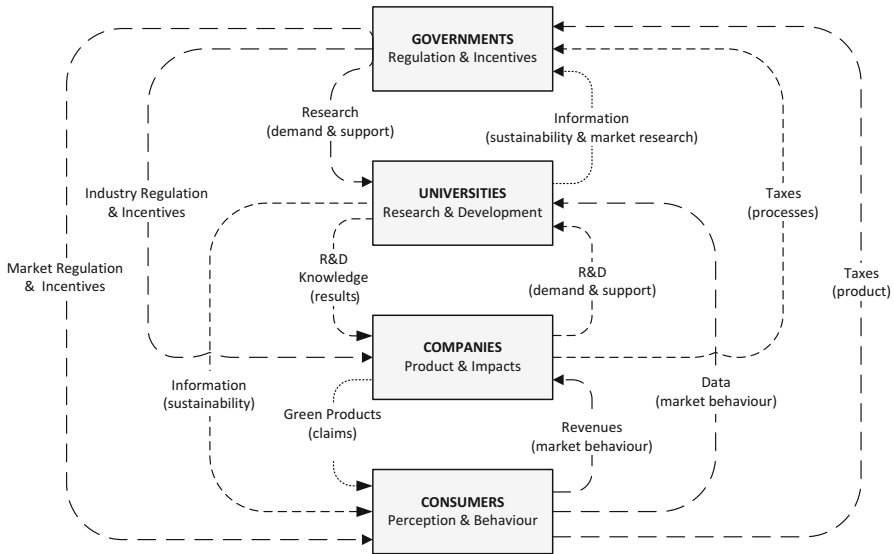 GOVERNMENTS
Regulation & Incentives
Research
(demand & support)
Information
(sustainability & market research)
UNIVERSITIES
Research & Development
Industry Regulation
& Incentives
Taxes
(processes)
Market Regulation
& Incentives
R&D
Knowledge
(results)
R&D
(demand & support)
Taxes
(product)
COMPANIES
Product & Impacts
Information
(sustainability)
Green Products
(claims)
Revenues
(market behaviour)
Data
(market behaviour)
CONSUMERS
Perception & Behaviour